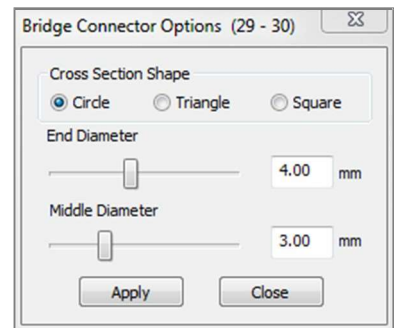 Bridge Connector Options (29 - 30)
Cross Section Shape
Circle Triangle Square
End Diameter
4.00 mm
Middle Diameter
3.00 mm
Apply Close